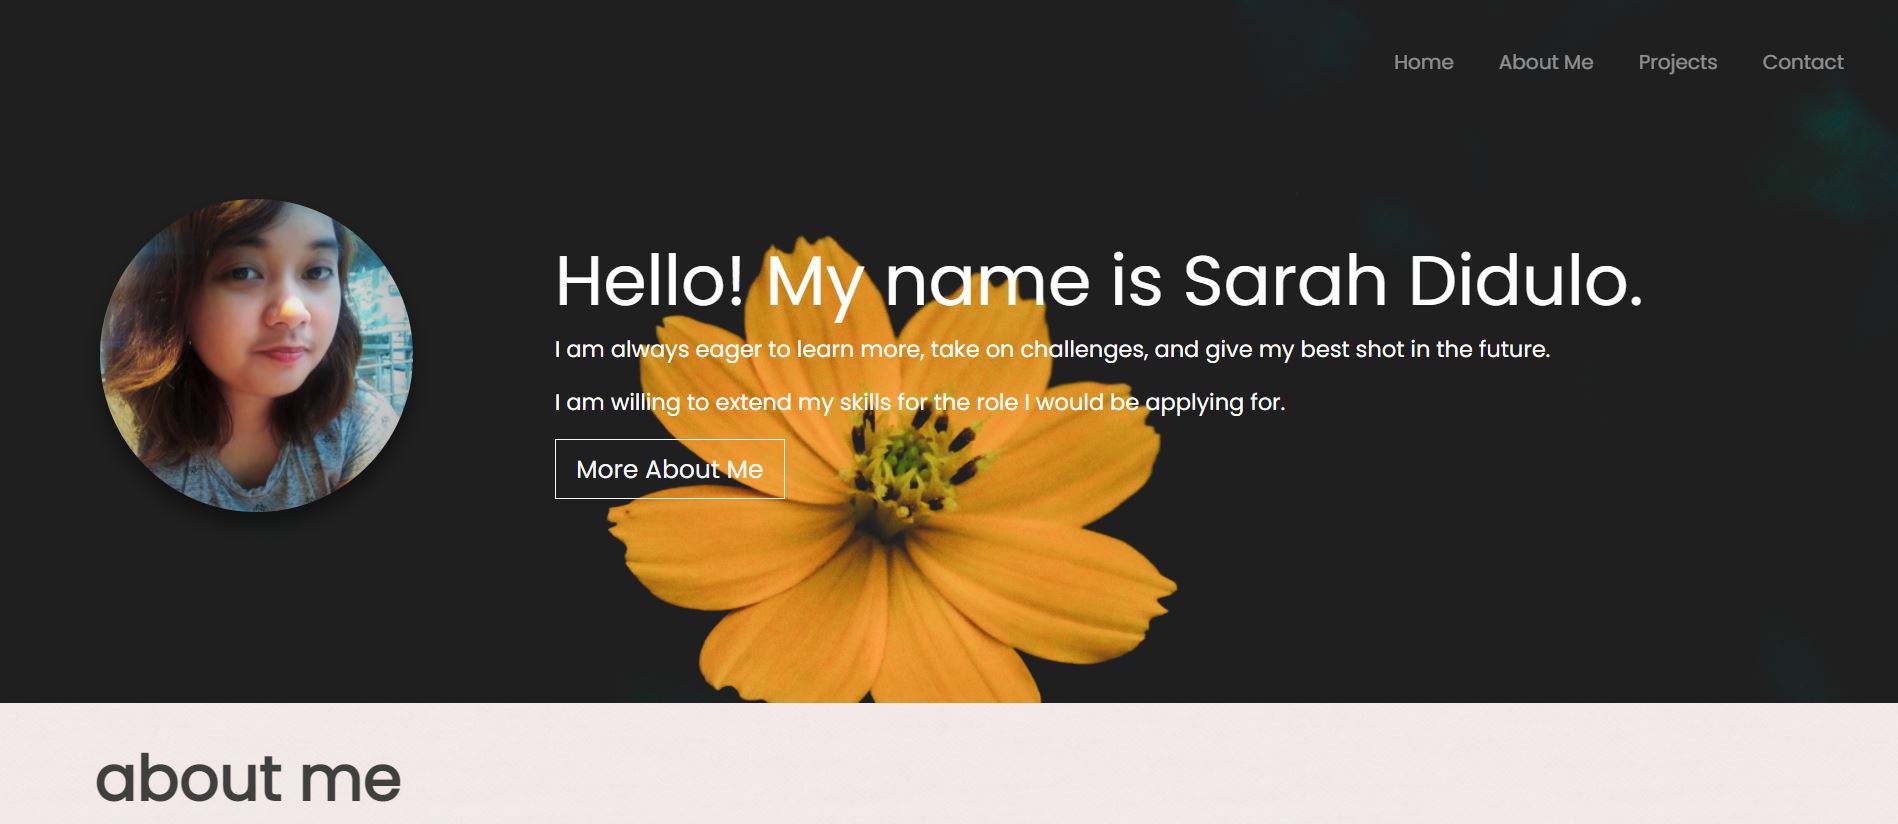 Home About Me Projects Contact
Hello! My name is Sarah Didulo.
I am always eager to learn more, take on challenges, and give my best shot in the future.
I am willing to extend my skills for the role I would be applying for.
More About Me
about me